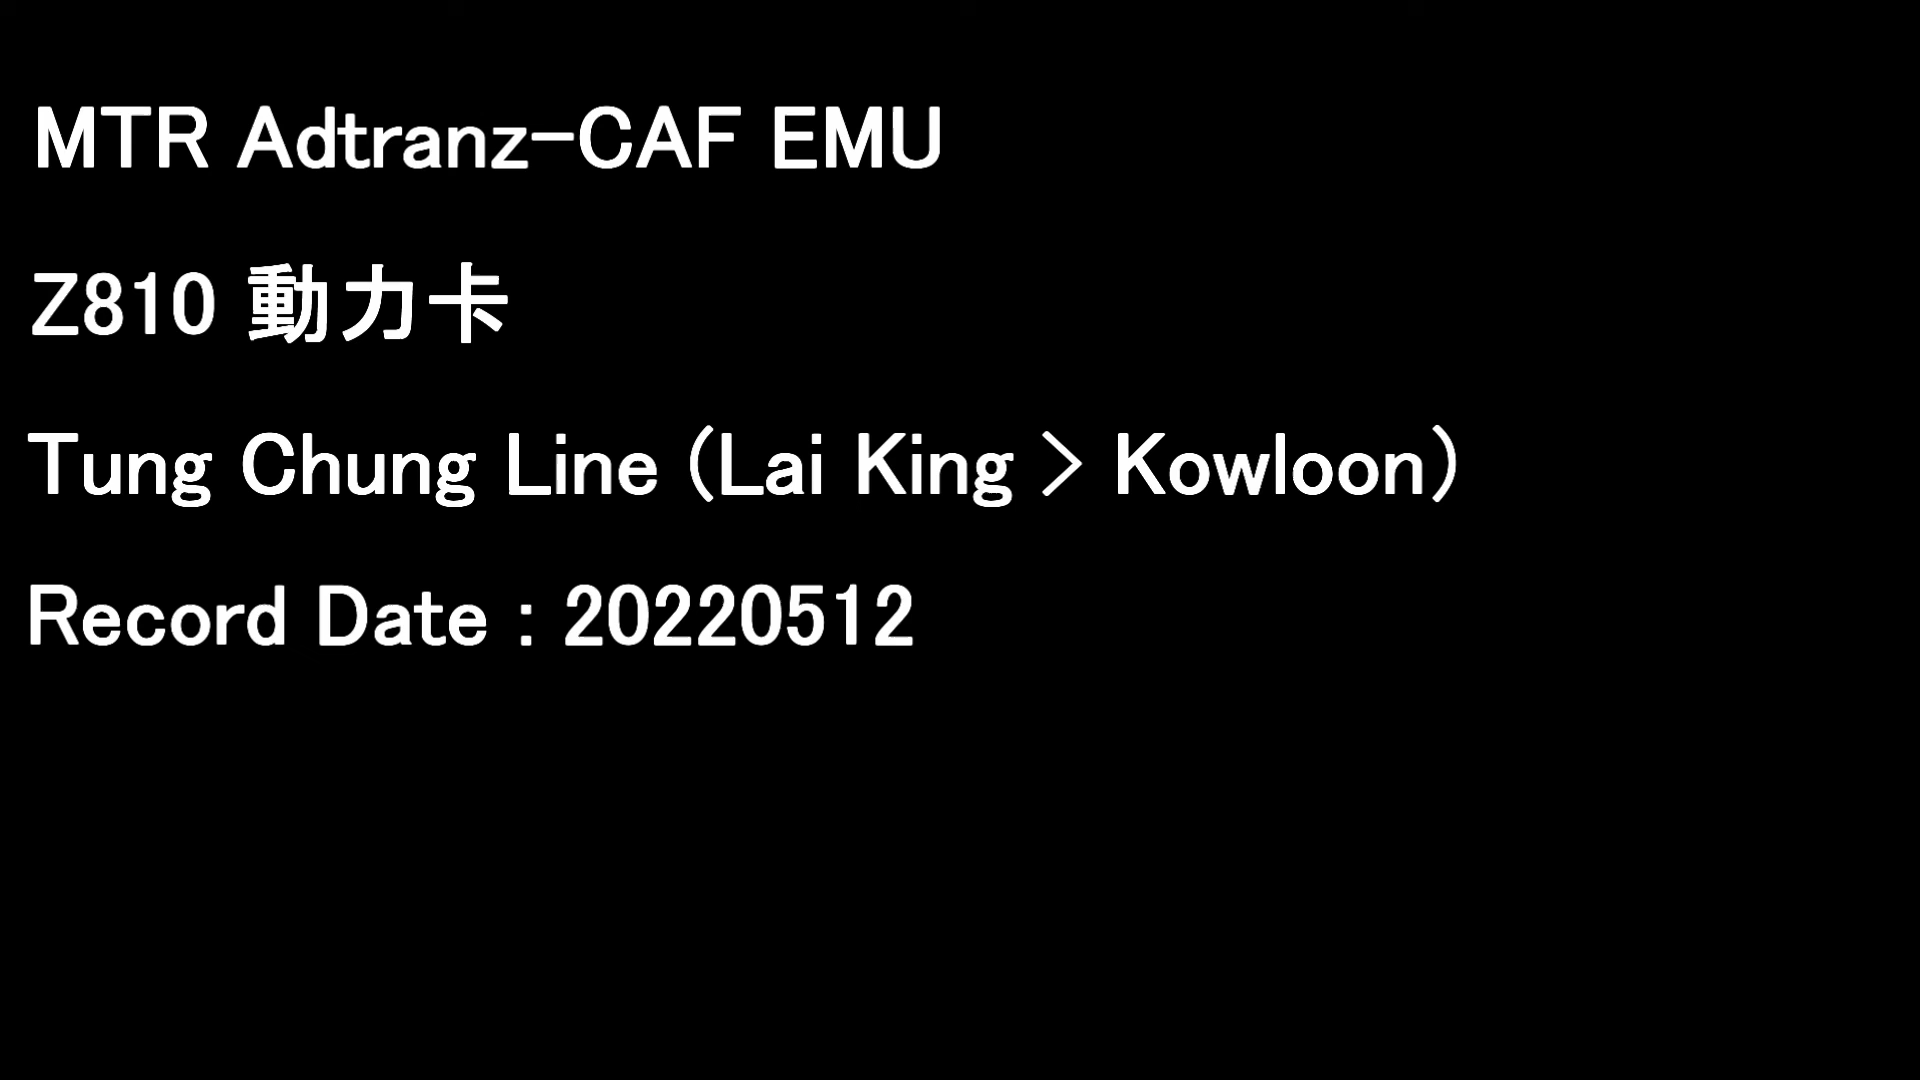 MTR Adtranz-CAF EMU
Z810 動力卡
Tung Chung Line (Lai King > Kowloon)
Record Date : 20220512